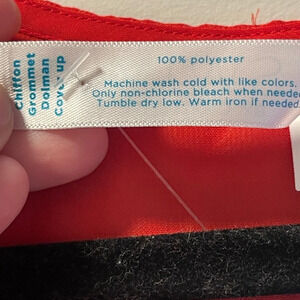 Chiffon
Grommet
Dolman
Cover up
100% polyester
Machine wash cold with like colors.
Only non-chlorine bleach when needed
Tumble dry low. Warm iron if needed